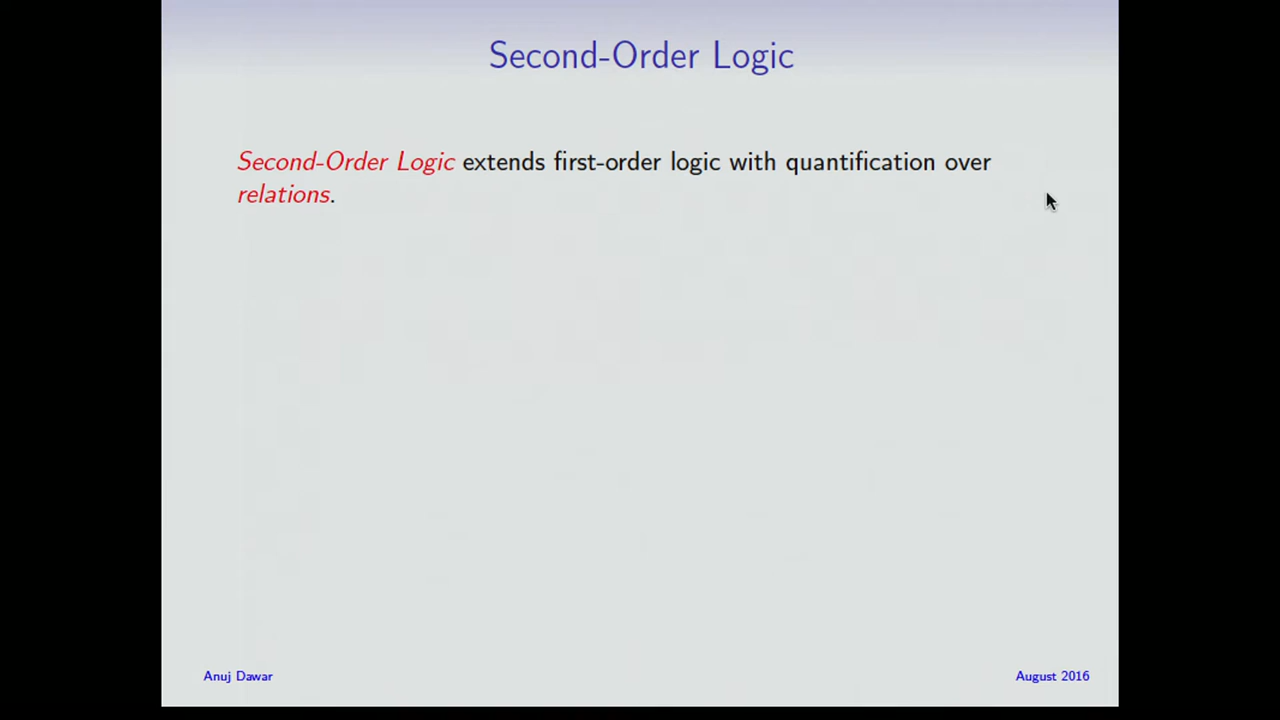 Second-Order Logic
Second-Order Logic extends first-order logic with quantification over
relations.
Anuj Dawar
August 2016